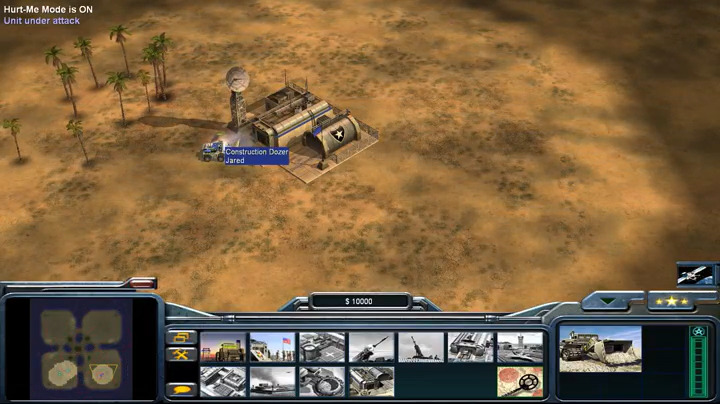 Hurt-Me Mode is ON
Unit under attack
Construction Dozer
Jared
$ 10000